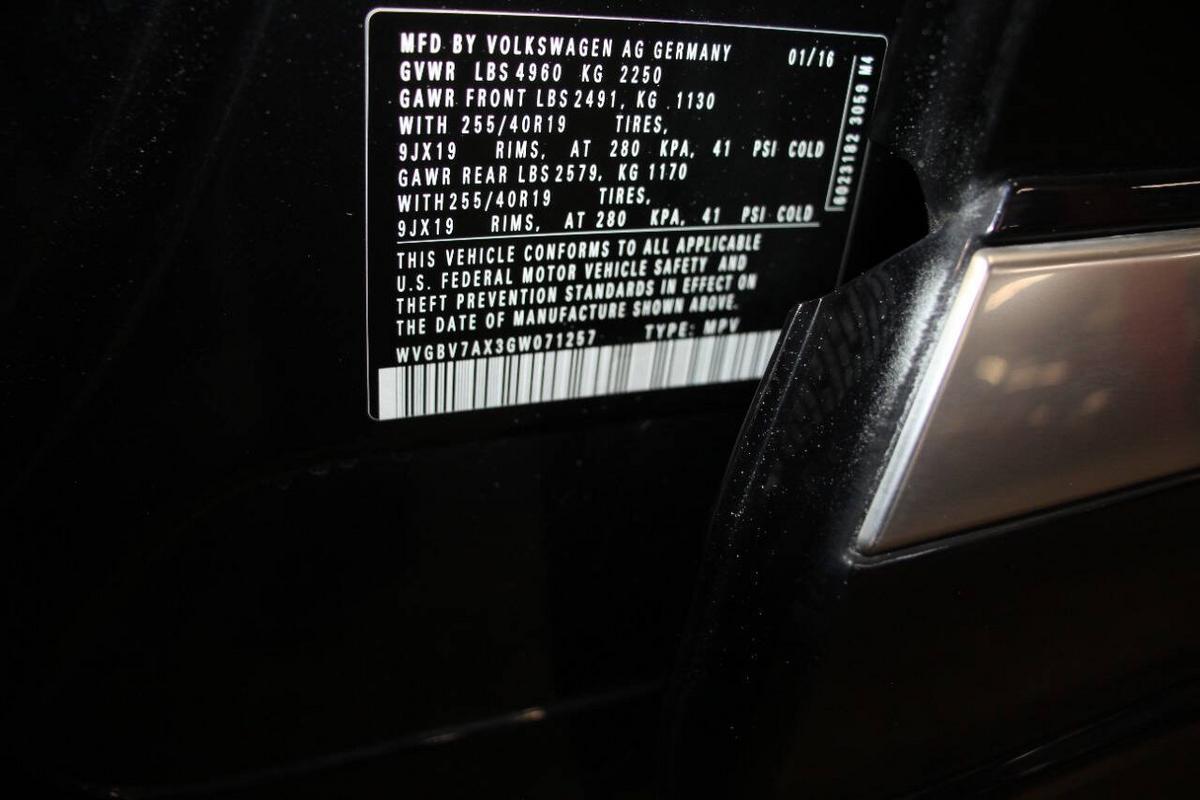 MFD BY VOLKSWAGEN AG GERMANY 01/16
GVWR LBS 4960 KG 2250
GAWR FRONT LBS 2491, KG 1130
WITH 255/40R19 TIRES,
9JX19 RIMS, AT 280 KPA, 41 PSI COLD
GAWR REAR LBS 2579, KG 1170
WITH 255/40R19 TIRES,
9JX19 RIMS, AT 280 KPA, 41 PSI COLD
THIS VEHICLE CONFORMS TO ALL APPLICABLE
U.S. FEDERAL MOTOR VEHICLE SAFETY AND
THEFT PREVENTION STANDARDS IN EFFECT ON
THE DATE OF MANUFACTURE SHOWN ABOVE.
WVGBV7AX3GW071257 TYPE: MPV
3059 M4